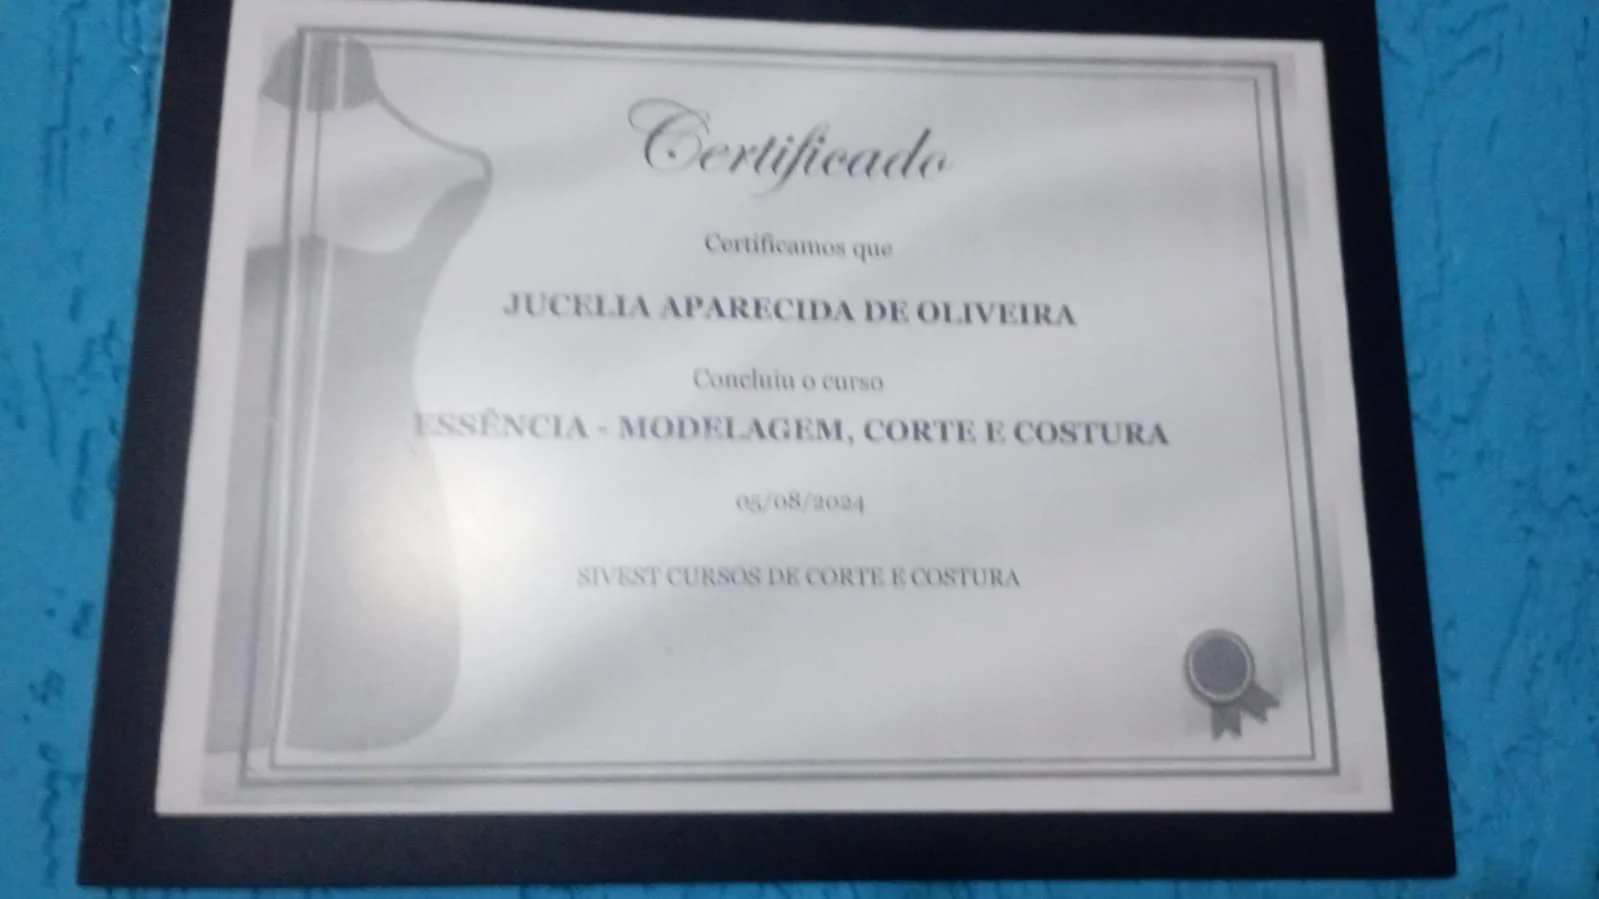 Certificado
Certificamos que
JUCELIA APARECIDA DE OLIVEIRA
Concluiu o curso
ESSÊNCIA - MODELAGEM, CORTE E COSTURA
05/08/2024
SIVEST CURSOS DE CORTE E COSTURA